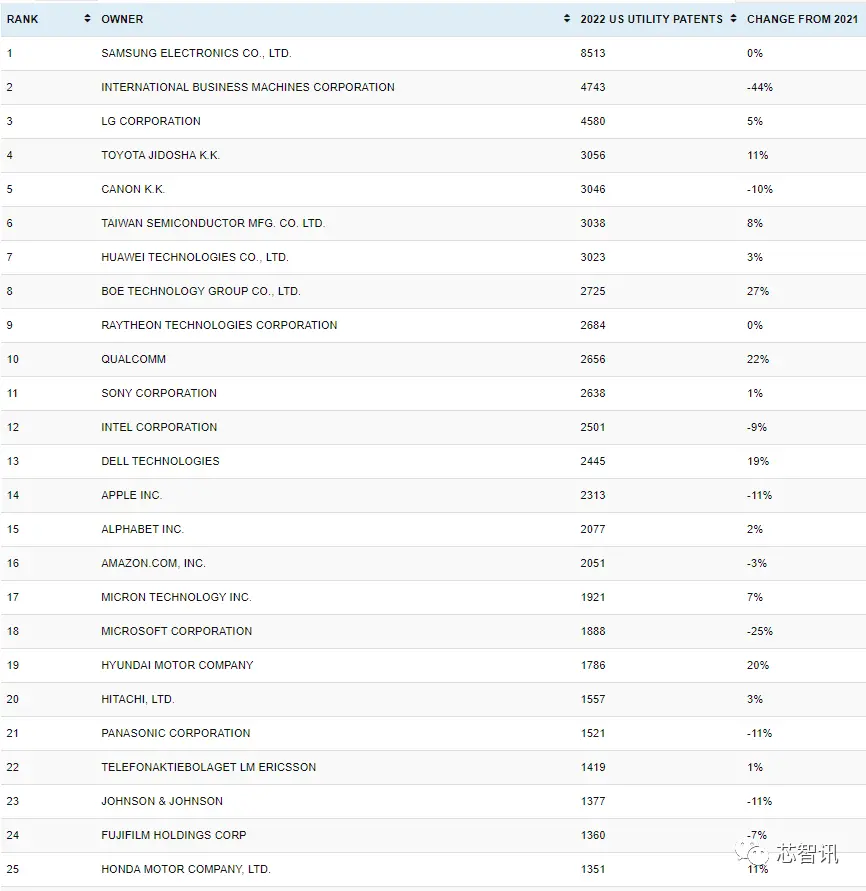 RANK OWNER 2022 US UTILITY PATENTS CHANGE FROM 2021
1 SAMSUNG ELECTRONICS CO., LTD. 8513 0%
2 INTERNATIONAL BUSINESS MACHINES CORPORATION 4743 -44%
3 LG CORPORATION 4580 5%
4 TOYOTA JIDOSHA K.K. 3056 11%
5 CANON K.K. 3046 -10%
6 TAIWAN SEMICONDUCTOR MFG. CO. LTD. 3038 8%
7 HUAWEI TECHNOLOGIES CO., LTD. 3023 3%
8 BOE TECHNOLOGY GROUP CO., LTD. 2725 27%
9 RAYTHEON TECHNOLOGIES CORPORATION 2684 0%
10 QUALCOMM 2656 22%
11 SONY CORPORATION 2638 1%
12 INTEL CORPORATION 2501 -9%
13 DELL TECHNOLOGIES 2445 19%
14 APPLE INC. 2313 -11%
15 ALPHABET INC. 2077 2%
16 AMAZON.COM, INC. 2051 -3%
17 MICRON TECHNOLOGY INC. 1921 7%
18 MICROSOFT CORPORATION 1888 -25%
19 HYUNDAI MOTOR COMPANY 1786 20%
20 HITACHI, LTD. 1557 3%
21 PANASONIC CORPORATION 1521 -11%
22 TELEFONAKTIEBOLAGET LM ERICSSON 1419 1%
23 JOHNSON & JOHNSON 1377 -11%
24 FUJIFILM HOLDINGS CORP 1360 -7%
芯智讯
25 HONDA MOTOR COMPANY, LTD. 1351 11%